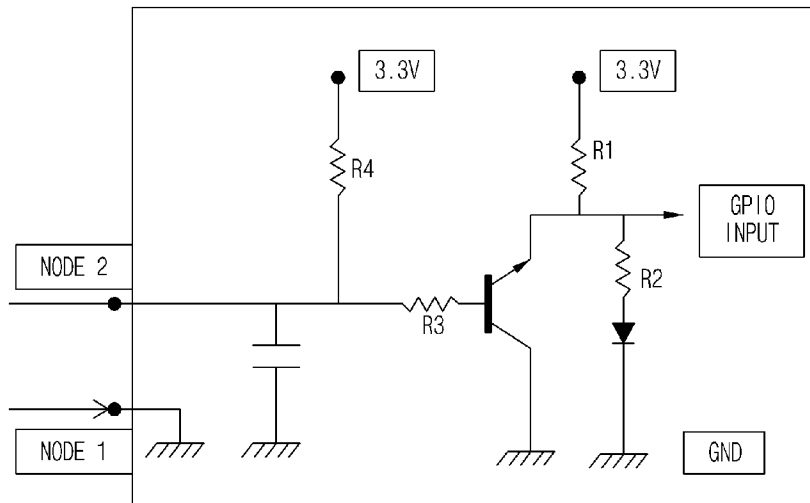 3.3V
3.3V
R4
R1
GPIO
INPUT
NODE 2
R3
R2
NODE 1
GND